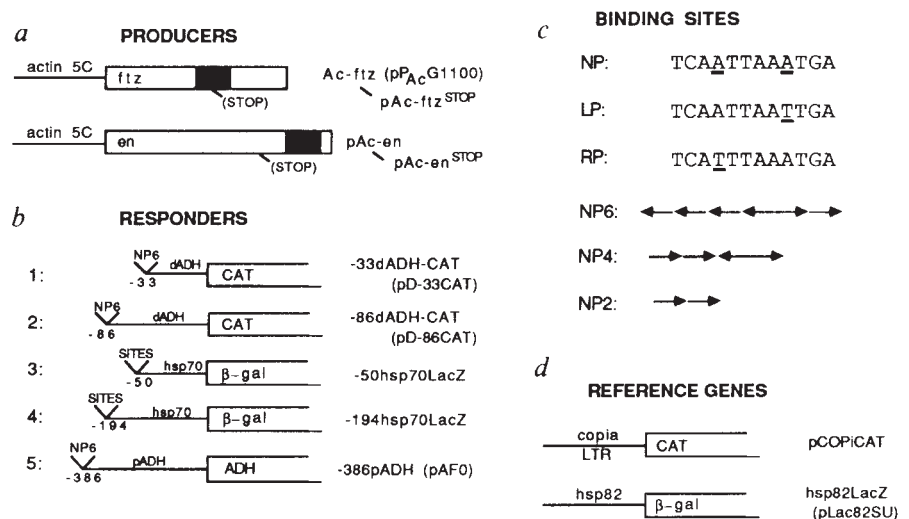 a PRODUCERS
actin 5C
ftz
(STOP)
Ac-ftz (pPAcG1100)
pAc-ftzSTOP
actin 5C
en
(STOP)
pAc-en
pAc-enSTOP
b RESPONDERS
1: NP6 dADH CAT -33dADH-CAT
-33 (pD-33CAT)
2: NP6 dADH CAT -86dADH-CAT
-86 (pD-86CAT)
3: SITES hsp70 β-gal -50hsp70LacZ
-50
4: SITES hsp70 β-gal -194hsp70LacZ
-194
5: NP6 pADH ADH -386pADH (pAF0)
-386
c BINDING SITES
NP: TCAATTAAATGA
LP: TCAATTAATTGA
RP: TCATTTAAATGA
NP6:
NP4:
NP2:
d REFERENCE GENES
copia
LTR
CAT
pCOPiCAT
hsp82
β-gal
hsp82LacZ
(pLac82SU)